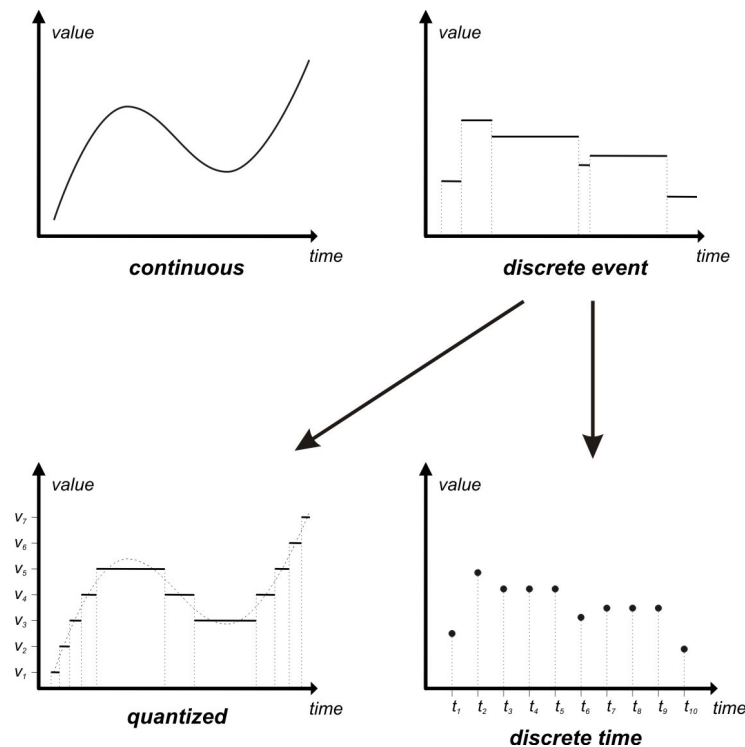 value
time
continuous
value
time
discrete event
value
v₇
v₆
v₅
v₄
v₃
v₂
v₁
time
quantized
value
t₁ t₂ t₃ t₄ t₅ t₆ t₇ t₈ t₉ t₁₀ time
discrete time